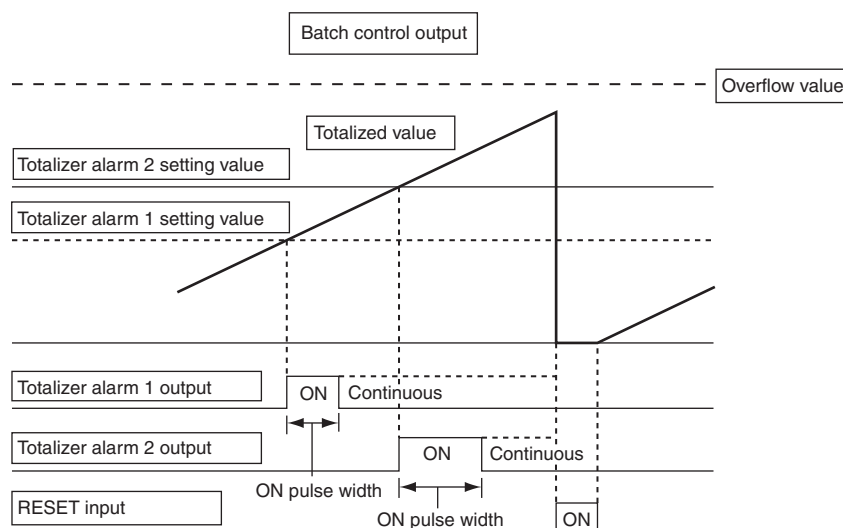 Batch control output
Overflow value
Totalized value
Totalizer alarm 2 setting value
Totalizer alarm 1 setting value
Totalizer alarm 1 output
ON
Continuous
Totalizer alarm 2 output
ON
Continuous
ON pulse width
RESET input
ON pulse width
ON